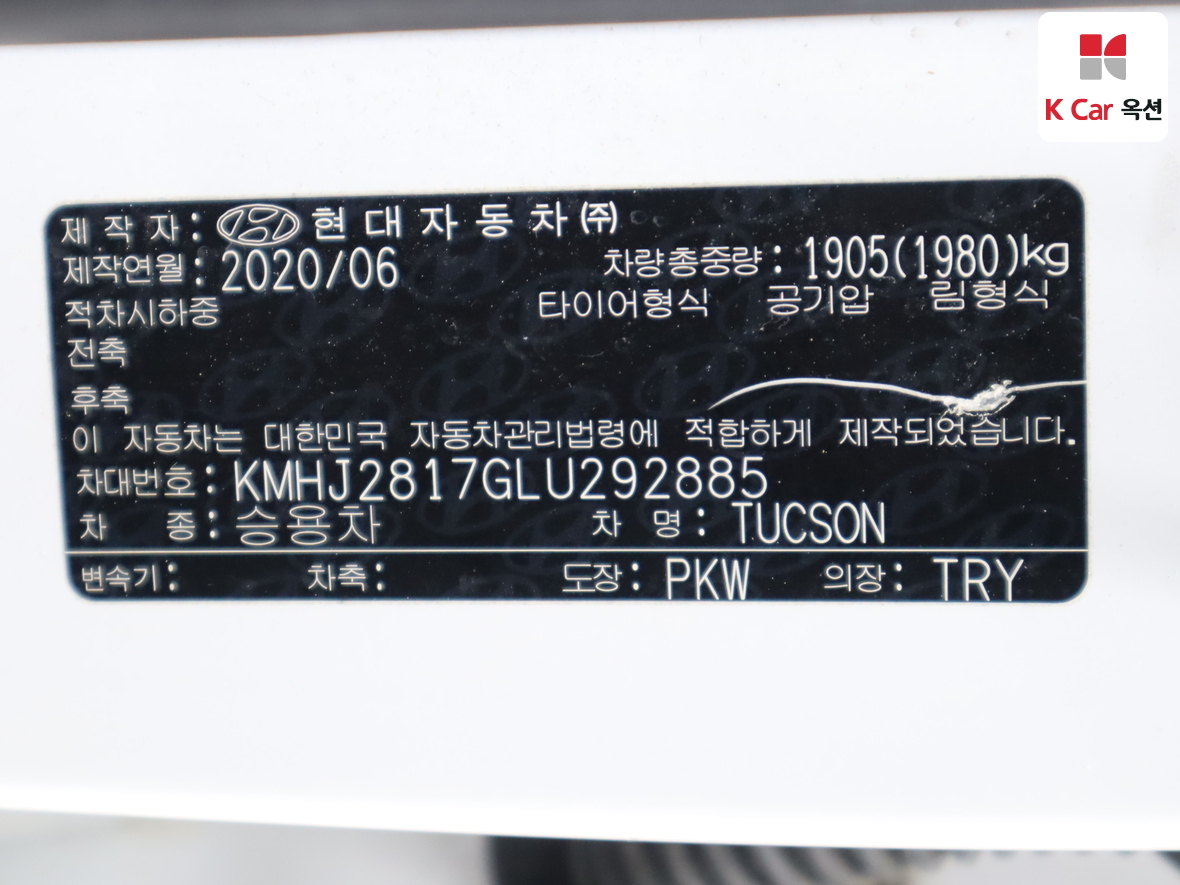 K Car 옥션
제 작 자 : 현 대 자 동 차 ㈜
제작연월 : 2020/06 차량총중량 : 1905(1980)kg
적차시하중 타이어형식 공기압 림형식
전축
후축
이 자동차는 대한민국 자동차관리법령에 적합하게 제작되었습니다.
차대번호 : KMHJ2817GLU292885
차 종 : 승용차 차 명 : TUCSON
변속기 : 차축 : 도장 : PKW 의장 : TRY